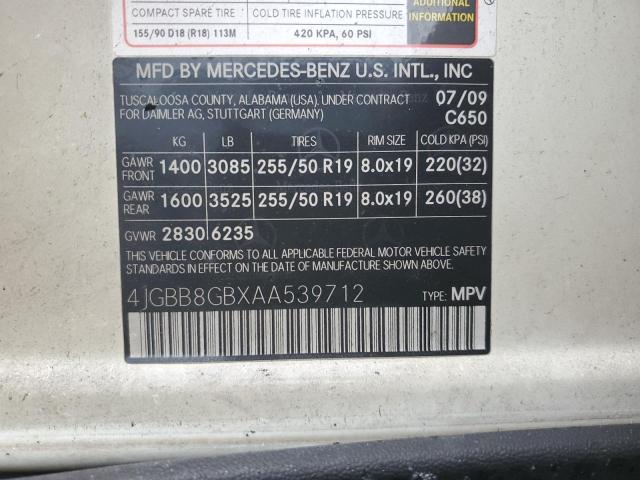 ADDITIONAL
INFORMATION
COMPACT SPARE TIRE COLD TIRE INFLATION PRESSURE
155/90 D18 (R18) 113M 420 KPA, 60 PSI
MFD BY MERCEDES-BENZ U.S. INTL., INC
TUSCALOOSA COUNTY, ALABAMA (USA). UNDER CONTRACT 07/09
FOR DAIMLER AG, STUTTGART (GERMANY) C650
KG LB TIRES RIM SIZE COLD KPA (PSI)
GAWR FRONT 1400 3085 255/50 R19 8.0x19 220(32)
GAWR REAR 1600 3525 255/50 R19 8.0x19 260(38)
GVWR 2830 6235
THIS VEHICLE CONFORMS TO ALL APPLICABLE FEDERAL MOTOR VEHICLE SAFETY
STANDARDS IN EFFECT ON THE DATE OF MANUFACTURE SHOWN ABOVE.
4JGBB8GBXAA539712 TYPE: MPV